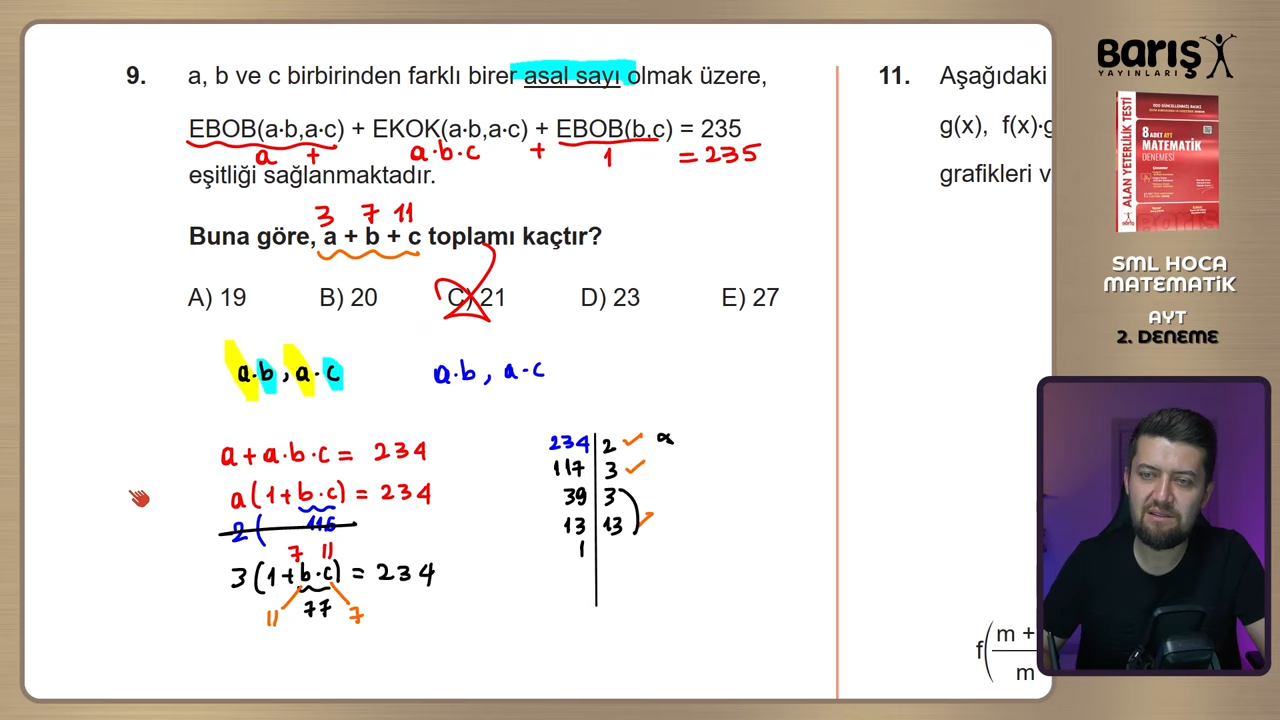 9. a, b ve c birbirinden farklı birer asal sayı olmak üzere,
EBOB(a·b,a·c) + EKOK(a·b,a·c) + EBOB(b,c) = 235
a + a·b·c + 1 = 235
eşitliği sağlanmaktadır.
3 7 11
Buna göre, a + b + c toplamı kaçtır?
A) 19 B) 20 C) 21 D) 23 E) 27
a·b, a·c
a·b, a·c
a + a·b·c = 234
a(1+b·c) = 234
2(
7 11
3(1+b·c) = 234
77
11 7
234 2
117 3
39 3
13 13
1
11. Aşağıdaki
g(x), f(x)·g
grafikleri v
f(m +
m
BARIŞ
YAYINLARI
ALAN YETERLİLİK TESTİ
8 ADET AYT
MATEMATİK
DENEMESİ
SML HOCA
MATEMATİK
AYT
2. DENEME